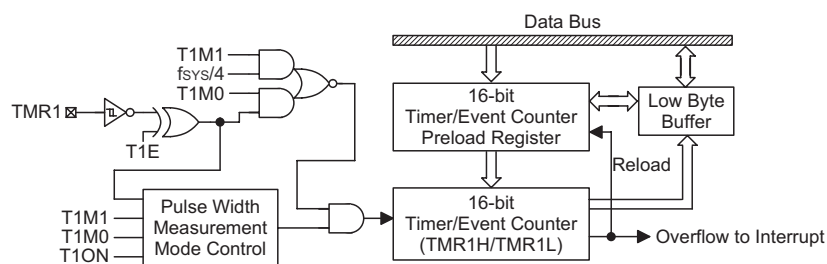 Data Bus
T1M1
fSYS/4
T1M0
TMR1
T1E
16-bit
Timer/Event Counter
Preload Register
Low Byte
Buffer
Reload
T1M1
T1M0
T1ON
Pulse Width
Measurement
Mode Control
16-bit
Timer/Event Counter
(TMR1H/TMR1L)
Overflow to Interrupt